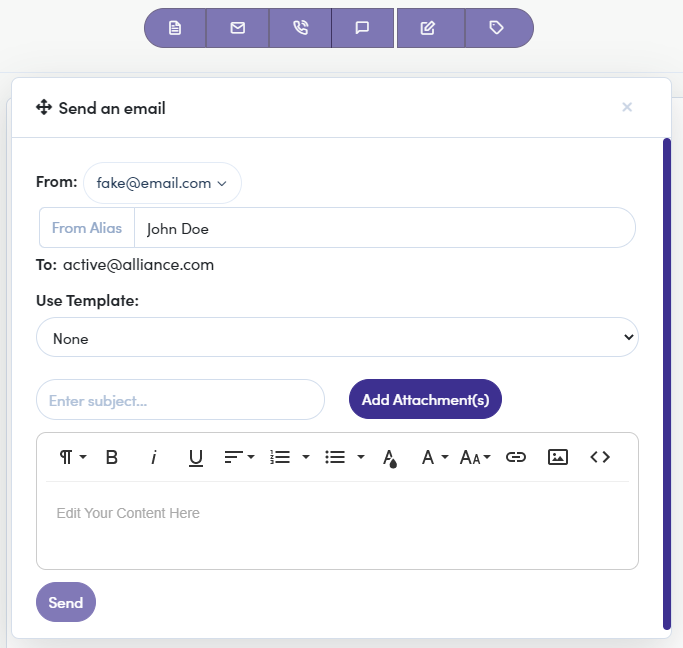 Send an email
×
From: fake@email.com
From Alias John Doe
To: active@alliance.com
Use Template:
None
Enter subject... Add Attachment(s)
B i U A A AA
Edit Your Content Here
Send